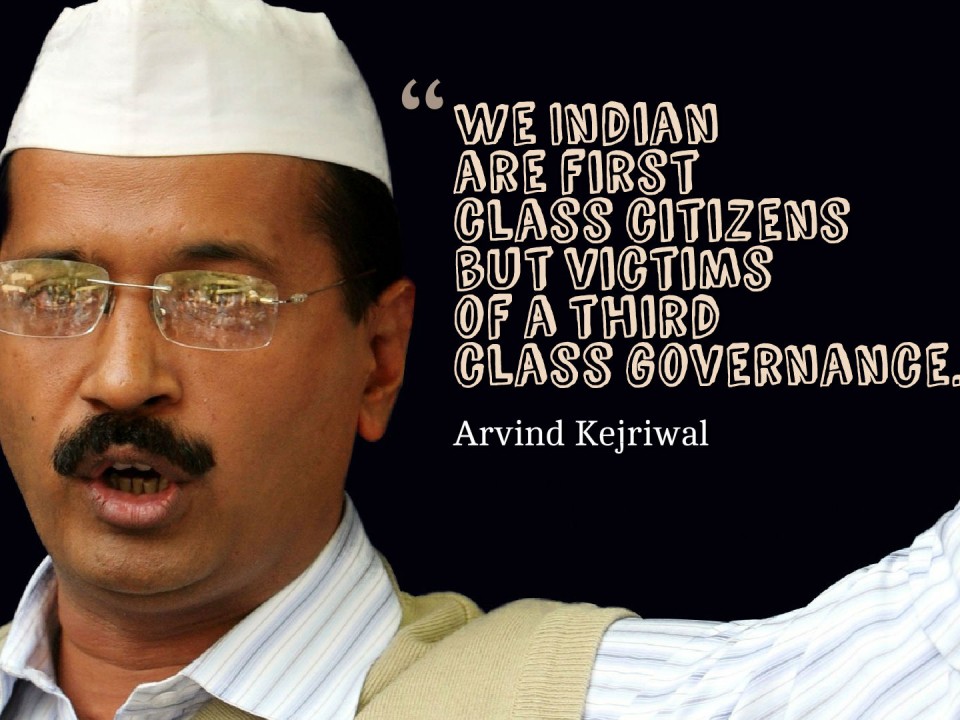 “ WE INDIAN
ARE FIRST
CLASS CITIZENS
BUT VICTIMS
OF A THIRD
CLASS GOVERNANCE.
Arvind Kejriwal